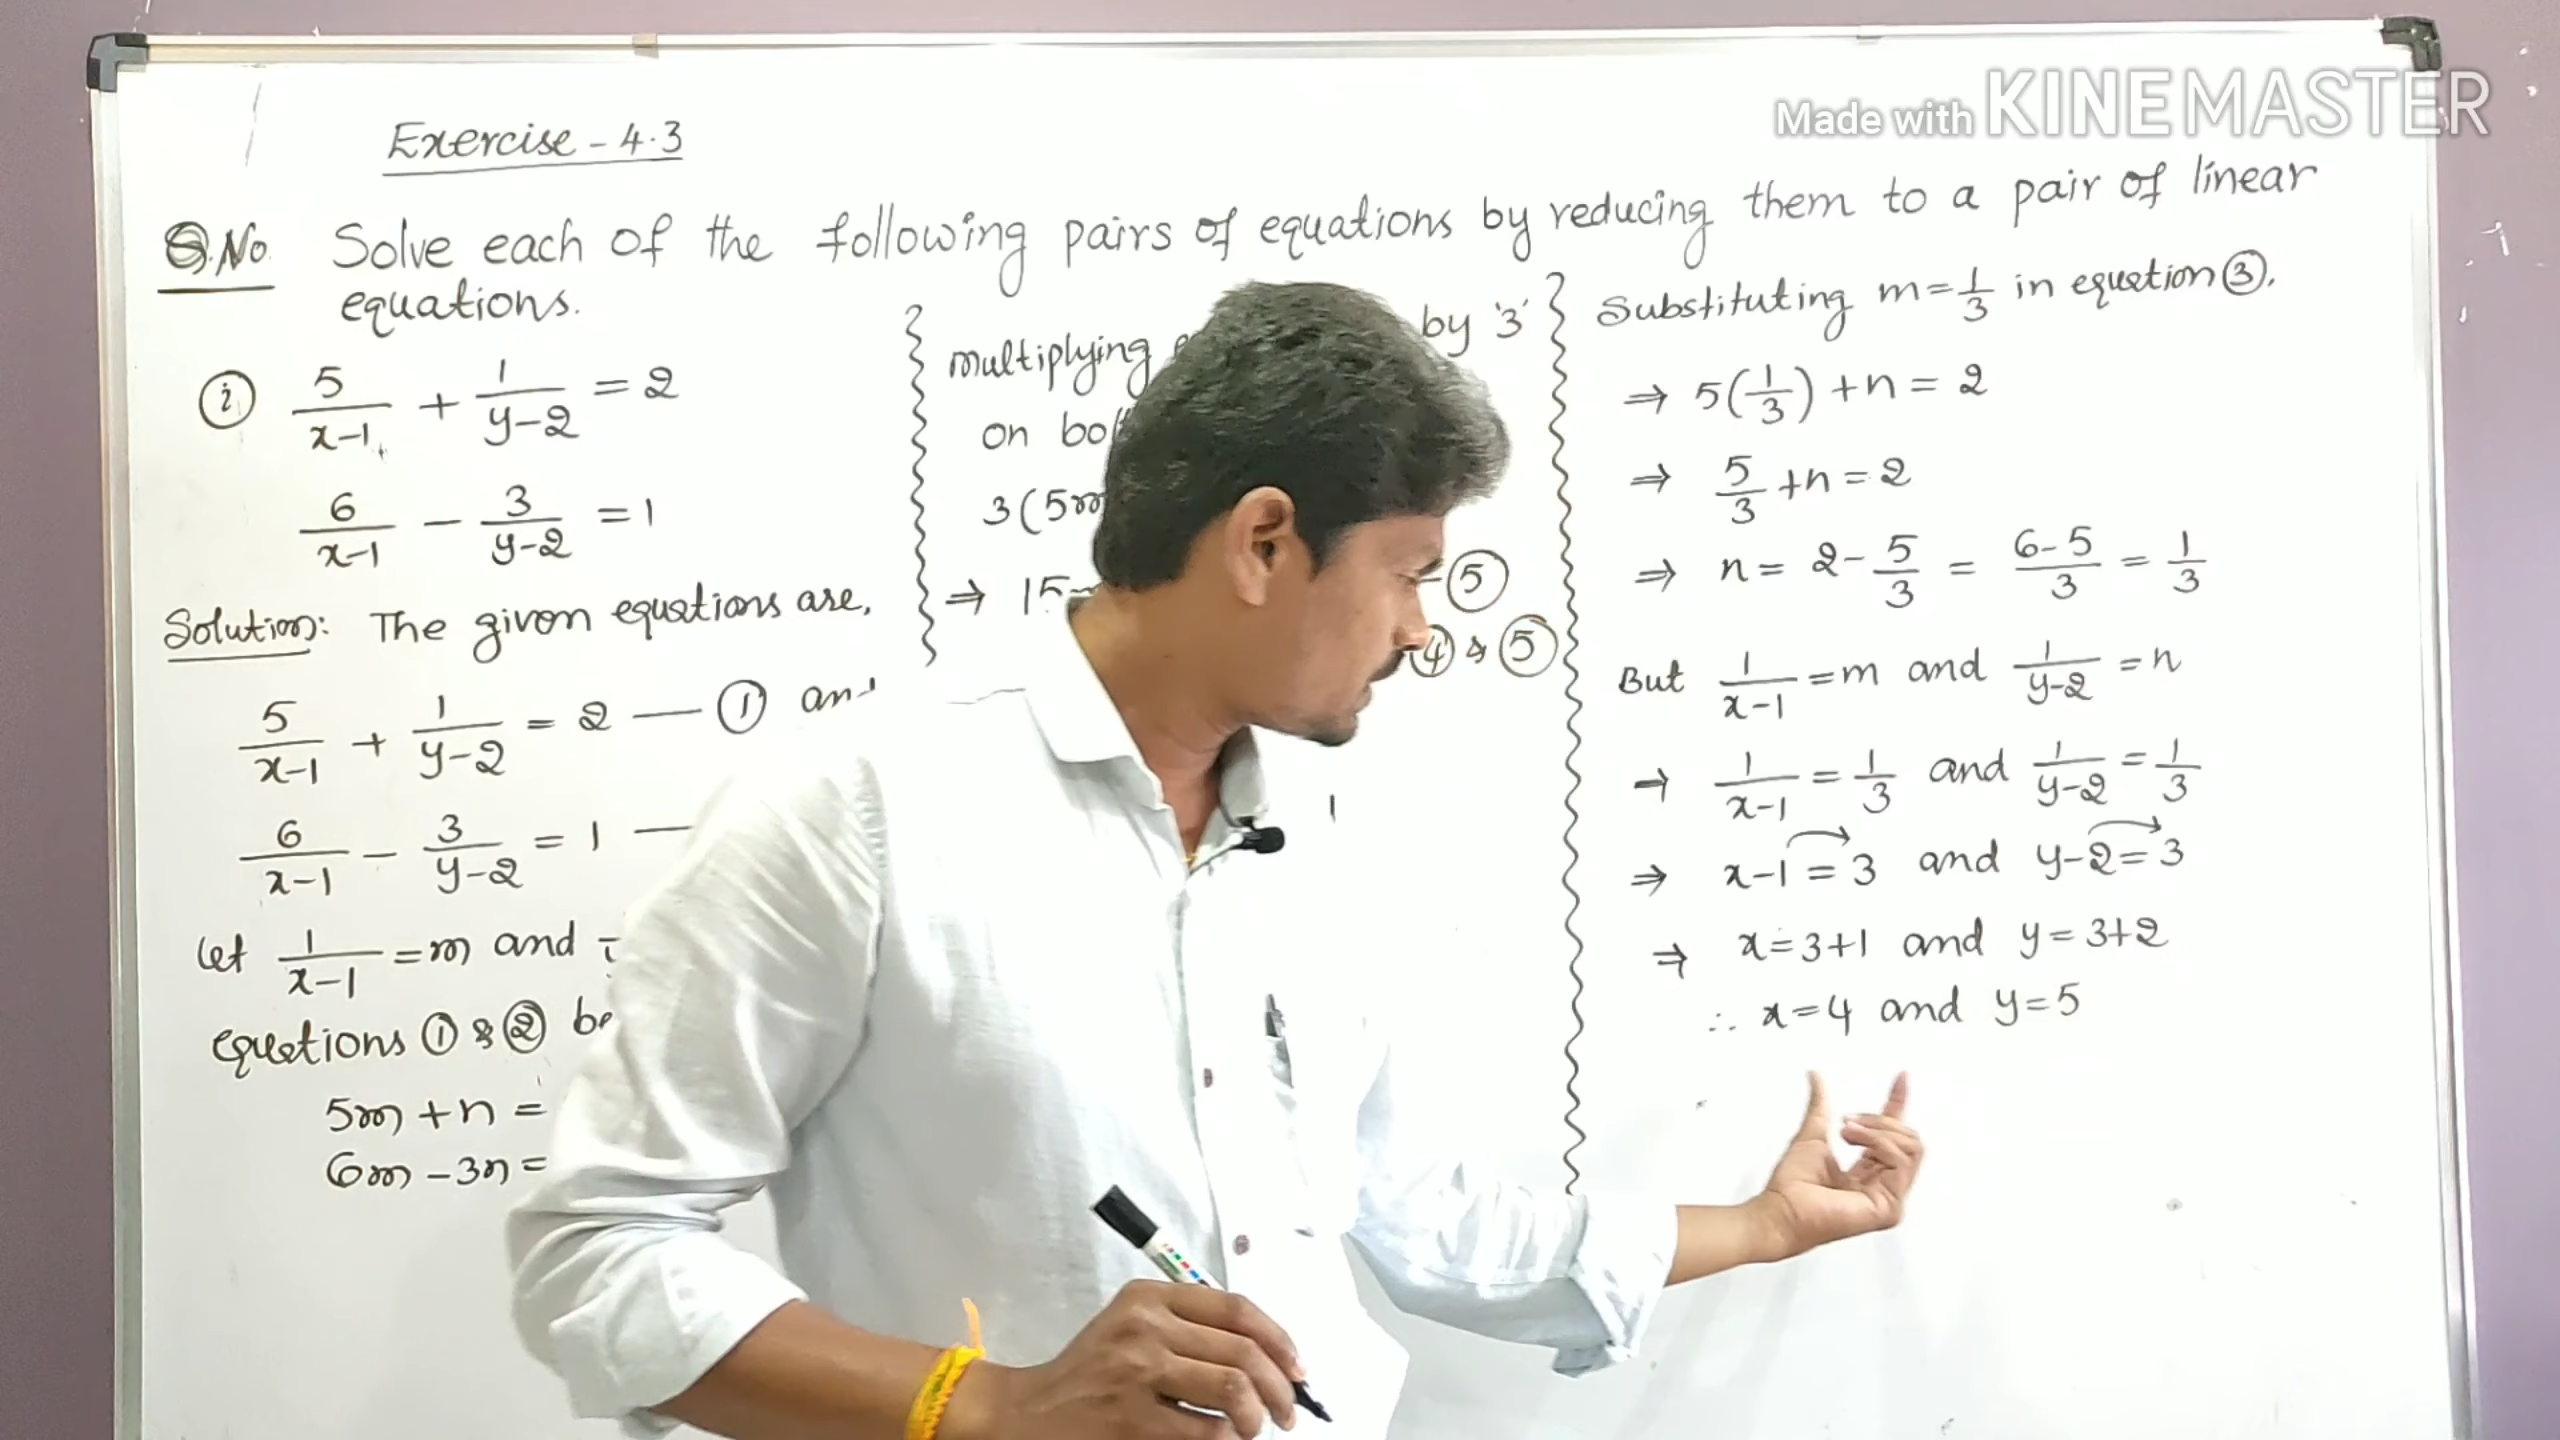 Made with KINEMASTER
Exercise - 4.3
Q.No. Solve each of the following pairs of equations by reducing them to a pair of linear
equations.
(i) 5/(x-1) + 1/(y-2) = 2
6/(x-1) - 3/(y-2) = 1
Solution: The given equations are,
5/(x-1) + 1/(y-2) = 2 — ①
6/(x-1) - 3/(y-2) = 1 —
let 1/(x-1) = m and
equations ① & ②
5m + n =
6m - 3n =
multiplying by '3'
on
3(5m
⇒ 15m - ⑤
④ & ⑤
Substituting m = 1/3 in equation ③.
⇒ 5(1/3) + n = 2
⇒ 5/3 + n = 2
⇒ n = 2 - 5/3 = (6-5)/3 = 1/3
But 1/(x-1) = m and 1/(y-2) = n
→ 1/(x-1) = 1/3 and 1/(y-2) = 1/3
⇒ x-1 = 3 and y-2 = 3
⇒ x = 3+1 and y = 3+2
∴ x = 4 and y = 5